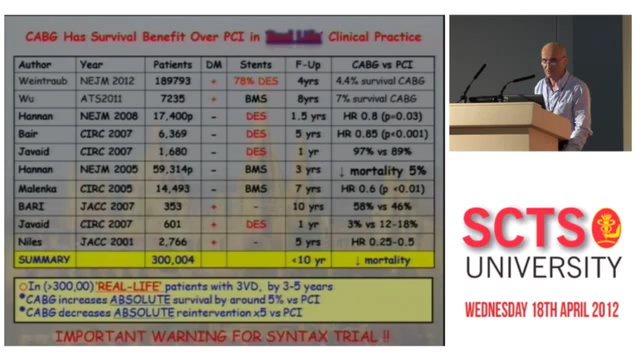 CABG Has Survival Benefit Over PCI in 'Real Life' Clinical Practice
Author Year Patients DM Stents F-Up CABG vs PCI
Weintraub NEJM 2012 189793 + 78% DES 4yrs 4.4% survival CABG
Wu ATS2011 7235 + BMS 8yrs 7% survival CABG
Hannan NEJM 2008 17,400p - DES 1.5 yrs HR 0.8 (p=0.03)
Bair CIRC 2007 6,369 - DES 5 yrs HR 0.85 (p<0.001)
Javaid CIRC 2007 1,680 - DES 1 yr 97% vs 89%
Hannan NEJM 2005 59,314p - BMS 3 yrs ↓ mortality 5%
Malenka CIRC 2005 14,493 - BMS 7 yrs HR 0.6 (p <0.01)
BARI JACC 2007 353 + - 10 yrs 58% vs 46%
Javaid CIRC 2007 601 + DES 1 yr 3% vs 12-18%
Niles JACC 2001 2,766 + - 5 yrs HR 0.25-0.5
SUMMARY 300,004 <10 yr ↓ mortality
In (>300,00) 'REAL-LIFE' patients with 3VD, by 3-5 years
*CABG increases ABSOLUTE survival by around 5% vs PCI
*CABG decreases ABSOLUTE reintervention x5 vs PCI
IMPORTANT WARNING FOR SYNTAX TRIAL !!
SCTS
UNIVERSITY
WEDNESDAY 18TH APRIL 2012